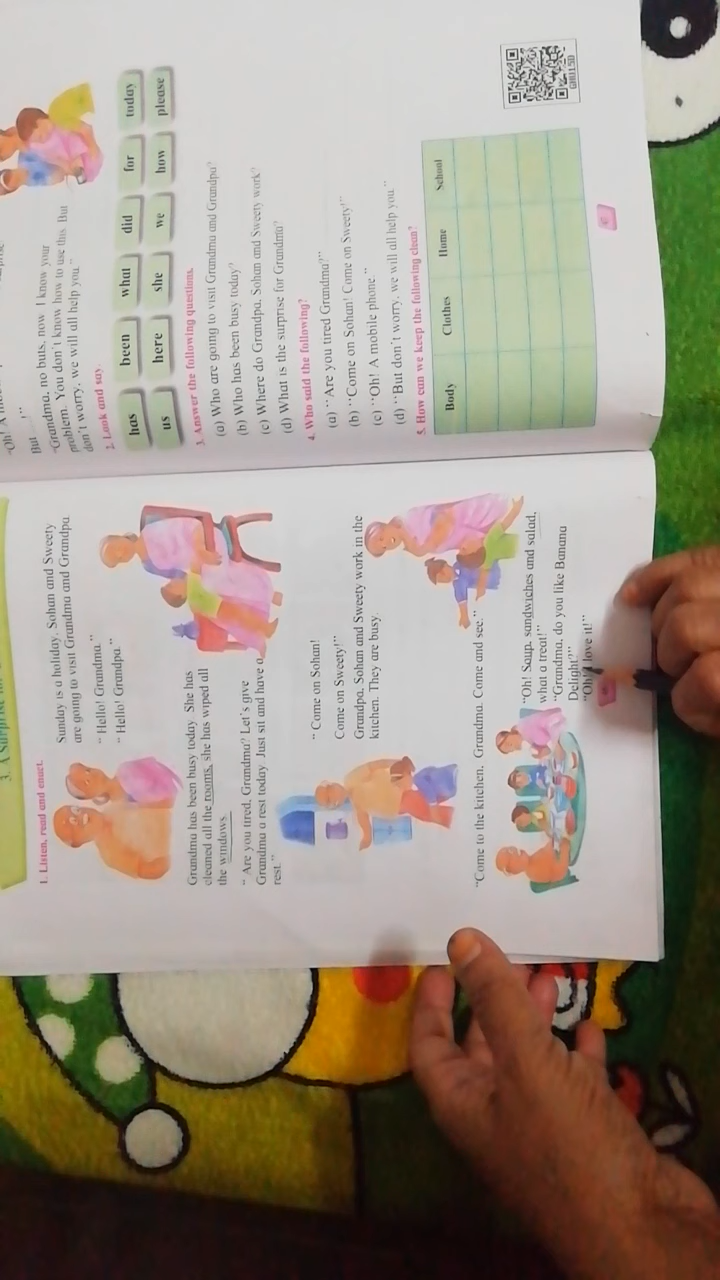 3. A Surprise
1. Listen, read and enact.
Sunday is a holiday. Sohan and Sweety
are going to visit Grandma and Grandpa
" Hello! Grandma."
" Hello! Grandpa."
Grandma has been busy today She has
cleaned all the rooms, she has wiped all
the windows.
" Are you tired, Grandma? Let's give
Grandma a rest today Just sit and have a
rest."
" Come on Sohan!
Come on Sweety!"
Grandpa, Sohan and Sweety work in the
kitchen. They are busy.
"Come to the kitchen. Grandma. Come and see."
"Oh! Soup, sandwiches and salad,
what a treat!"
"Grandma, do you like Banana
Delight?"
"Oh! I love it!"
"Oh! A
But !"
"Grandma, no buts, now I know your
problem. You don't know how to use this But
don't worry, we will all help you."
2. Look and say.
has been what did for today
us here she we how please
3. Answer the following questions.
(a) Who are going to visit Grandma and Grandpa?
(b) Who has been busy today?
(c) Where do Grandpa, Sohan and Sweety work?
(d) What is the surprise for Grandma?
4. Who said the following?
(a) "Are you tired Grandma?"
(b) "Come on Sohan! Come on Sweety!"
(c) "Oh! A mobile phone."
(d) "But don't worry, we will all help you."
5. How can we keep the following clean?
Body Clothes Home School